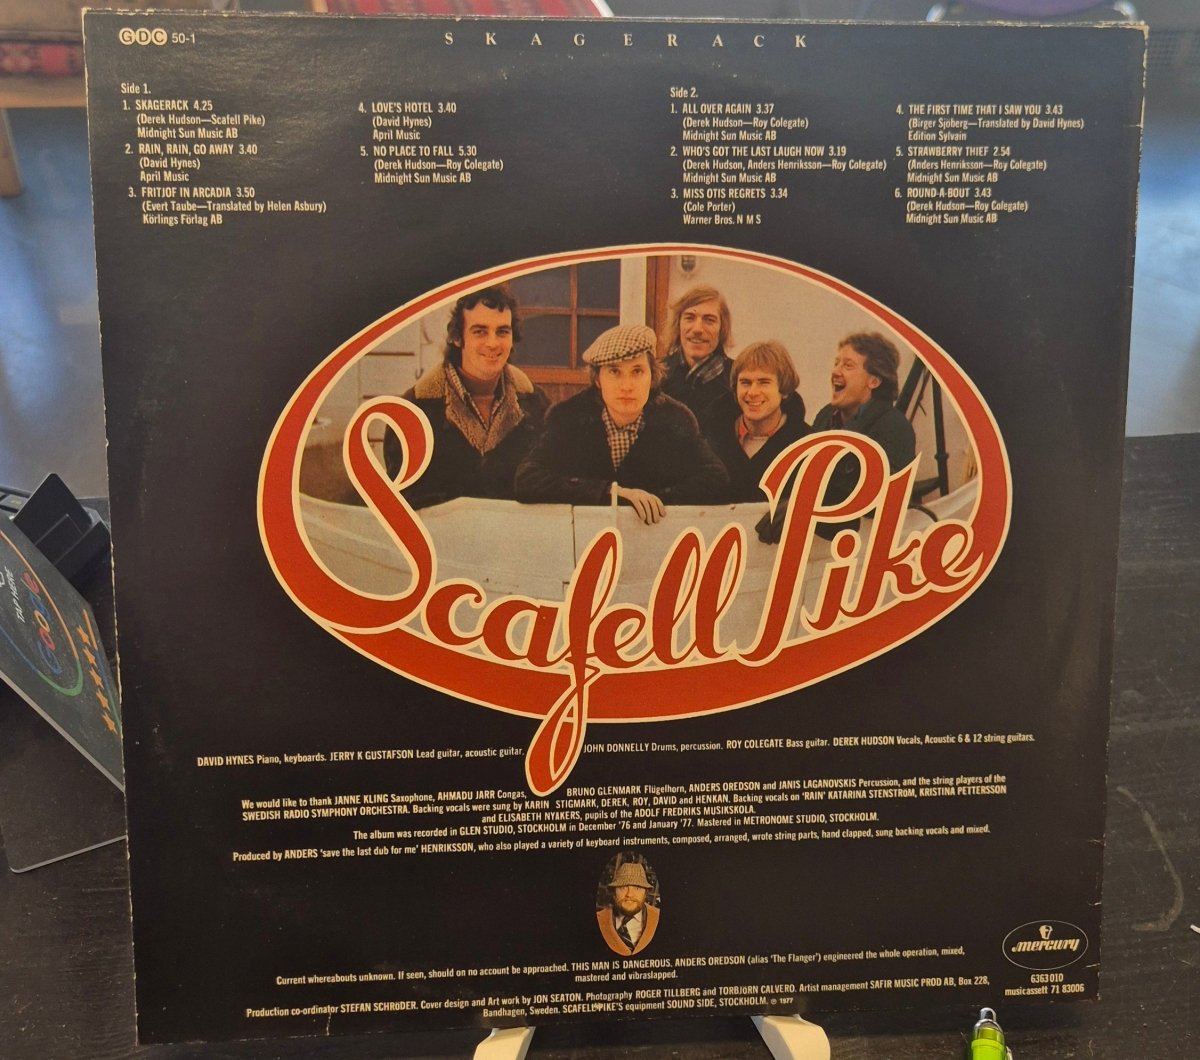 GDC 50-1
SKAGERACK
Side 1.
1. SKAGERACK 4.25
(Derek Hudson—Scafell Pike)
Midnight Sun Music AB
2. RAIN, RAIN, GO AWAY 3.40
(David Hynes)
April Music
3. FRITJOF IN ARCADIA 3.50
(Evert Taube—Translated by Helen Asbury)
Körlings Förlag AB
4. LOVE'S HOTEL 3.40
(David Hynes)
April Music
5. NO PLACE TO FALL 5.30
(Derek Hudson—Roy Colegate)
Midnight Sun Music AB
Side 2.
1. ALL OVER AGAIN 3.37
(Derek Hudson—Roy Colegate)
Midnight Sun Music AB
2. WHO'S GOT THE LAST LAUGH NOW 3.19
(Derek Hudson, Anders Henriksson—Roy Colegate)
Midnight Sun Music AB
3. MISS OTIS REGRETS 3.34
(Cole Porter)
Warner Bros. N M S
4. THE FIRST TIME THAT I SAW YOU 3.43
(Birger Sjöberg—Translated by David Hynes)
Edition Sylvain
5. STRAWBERRY THIEF 2.54
(Anders Henriksson—Roy Colegate)
Midnight Sun Music AB
6. ROUND-A-BOUT 3.43
(Derek Hudson—Roy Colegate)
Midnight Sun Music AB
Scafell Pike
DAVID HYNES Piano, keyboards. JERRY K GUSTAFSON Lead guitar, acoustic guitar, JOHN DONNELLY Drums, percussion. ROY COLEGATE Bass guitar. DEREK HUDSON Vocals, Acoustic 6 & 12 string guitars.
We would like to thank JANNE KLING Saxophone, AHMADU JARR Congas, BRUNO GLENMARK Flügelhorn, ANDERS OREDSON and JANIS LAGANOVSKIS Percussion, and the string players of the
SWEDISH RADIO SYMPHONY ORCHESTRA. Backing vocals were sung by KARIN STIGMARK, DEREK, ROY, DAVID and HENKAN. Backing vocals on 'RAIN' KATARINA STENSTRöM, KRISTINA PETTERSSON
and ELISABETH NYAKERS, pupils of the ADOLF FREDRIKS MUSIKSKOLA.
The album was recorded in GLEN STUDIO, STOCKHOLM in December '76 and January '77. Mastered in METRONOME STUDIO, STOCKHOLM.
Produced by ANDERS 'save the last dub for me' HENRIKSSON, who also played a variety of keyboard instruments, composed, arranged, wrote string parts, hand clapped, sung backing vocals and mixed.
Current whereabouts unknown. If seen, should on no account be approached. THIS MAN IS DANGEROUS. ANDERS OREDSON (alias 'The Flanger') engineered the whole operation, mixed,
mastered and vibraslapped.
Production co-ordinator STEFAN SCHRöDER. Cover design and Art work by JON SEATON. Photography ROGER TILLBERG and TORBJöRN CALVERO. Artist management SAFIR MUSIC PROD AB, Box 228,
Bandhagen, Sweden. SCAFELL PIKE'S equipment SOUND SIDE, STOCKHOLM. ℗ 1977
mercury
6363 010
musicassett 71 83006
TAP HERE
Google